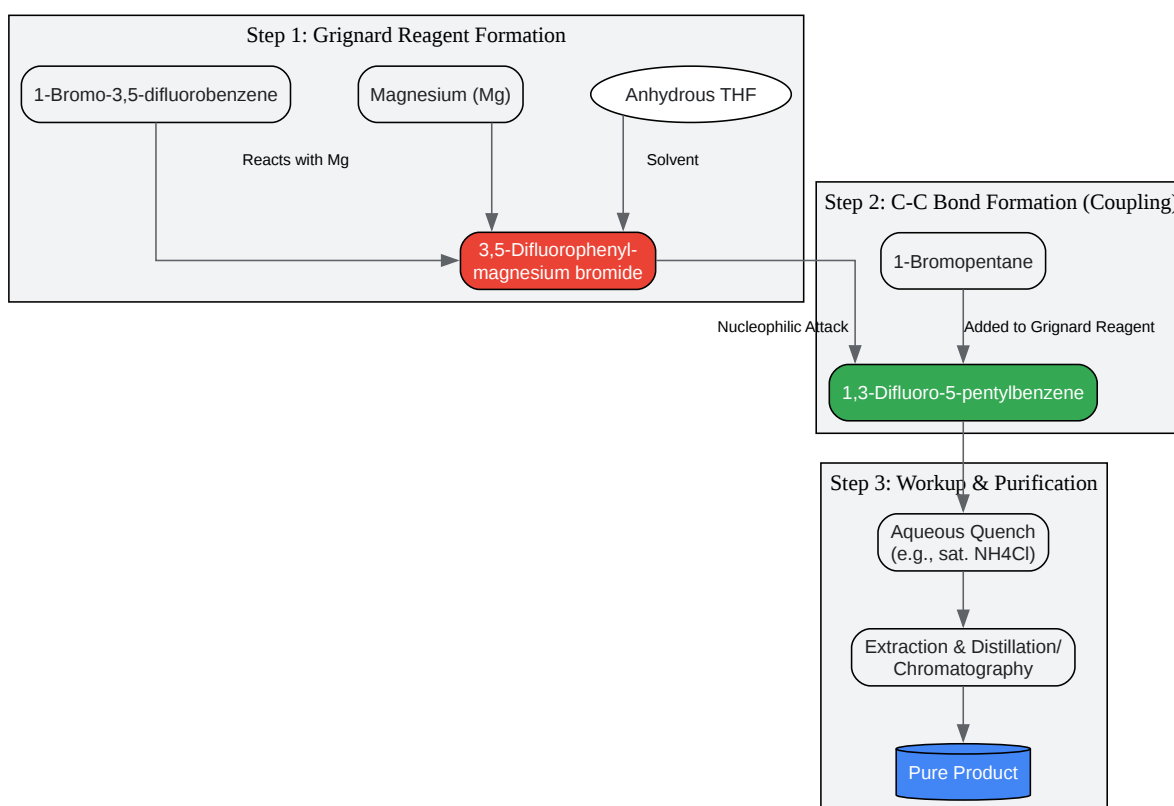 Step 1: Grignard Reagent Formation
1-Bromo-3,5-difluorobenzene
Magnesium (Mg)
Anhydrous THF
Reacts with Mg
Solvent
3,5-Difluorophenyl-
magnesium bromide
Step 2: C-C Bond Formation (Coupling)
1-Bromopentane
Nucleophilic Attack
Added to Grignard Reagent
1,3-Difluoro-5-pentylbenzene
Step 3: Workup & Purification
Aqueous Quench
(e.g., sat. NH4Cl)
Extraction & Distillation/
Chromatography
Pure Product